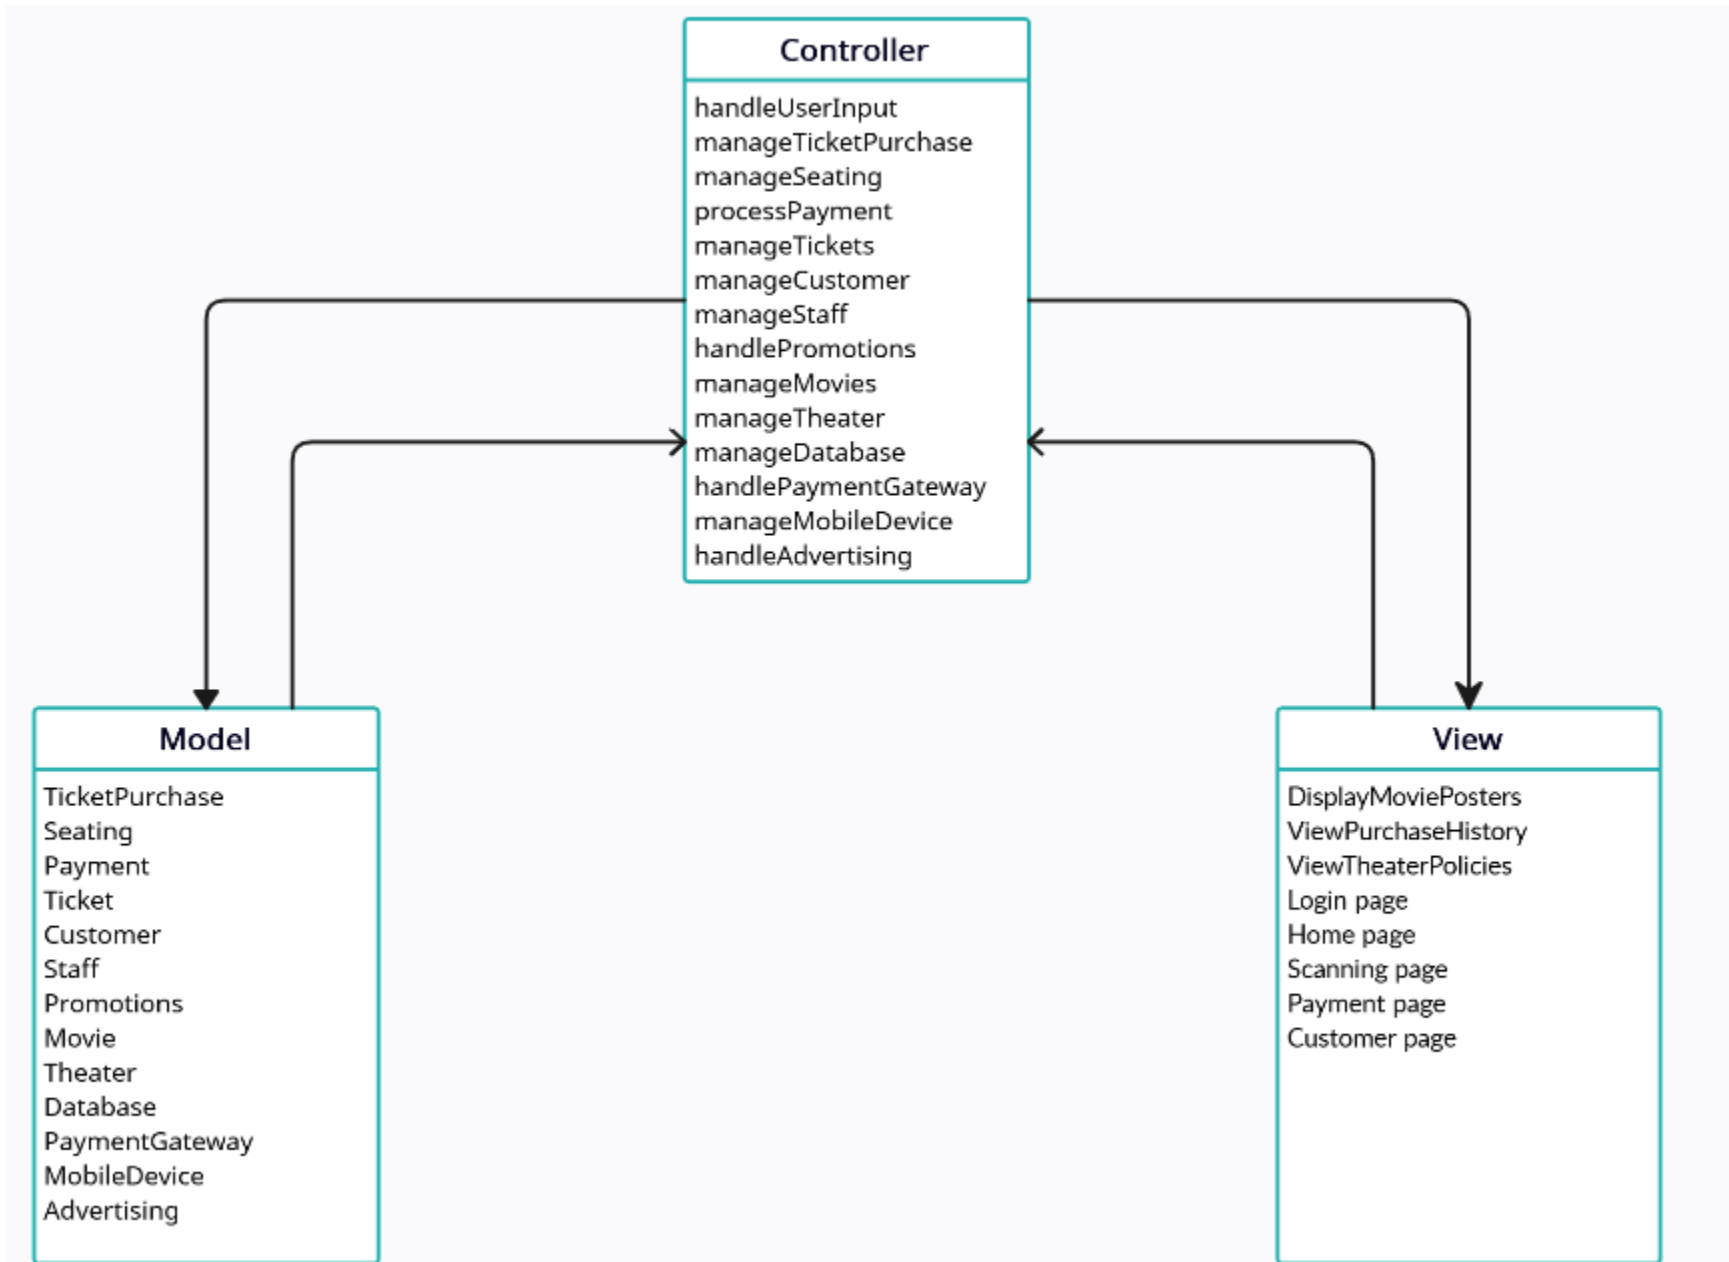 Controller
handleUserInput
manageTicketPurchase
manageSeating
processPayment
manageTickets
manageCustomer
manageStaff
handlePromotions
manageMovies
manageTheater
manageDatabase
handlePaymentGateway
manageMobileDevice
handleAdvertising
Model
TicketPurchase
Seating
Payment
Ticket
Customer
Staff
Promotions
Movie
Theater
Database
PaymentGateway
MobileDevice
Advertising
View
DisplayMoviePosters
ViewPurchaseHistory
ViewTheaterPolicies
Login page
Home page
Scanning page
Payment page
Customer page